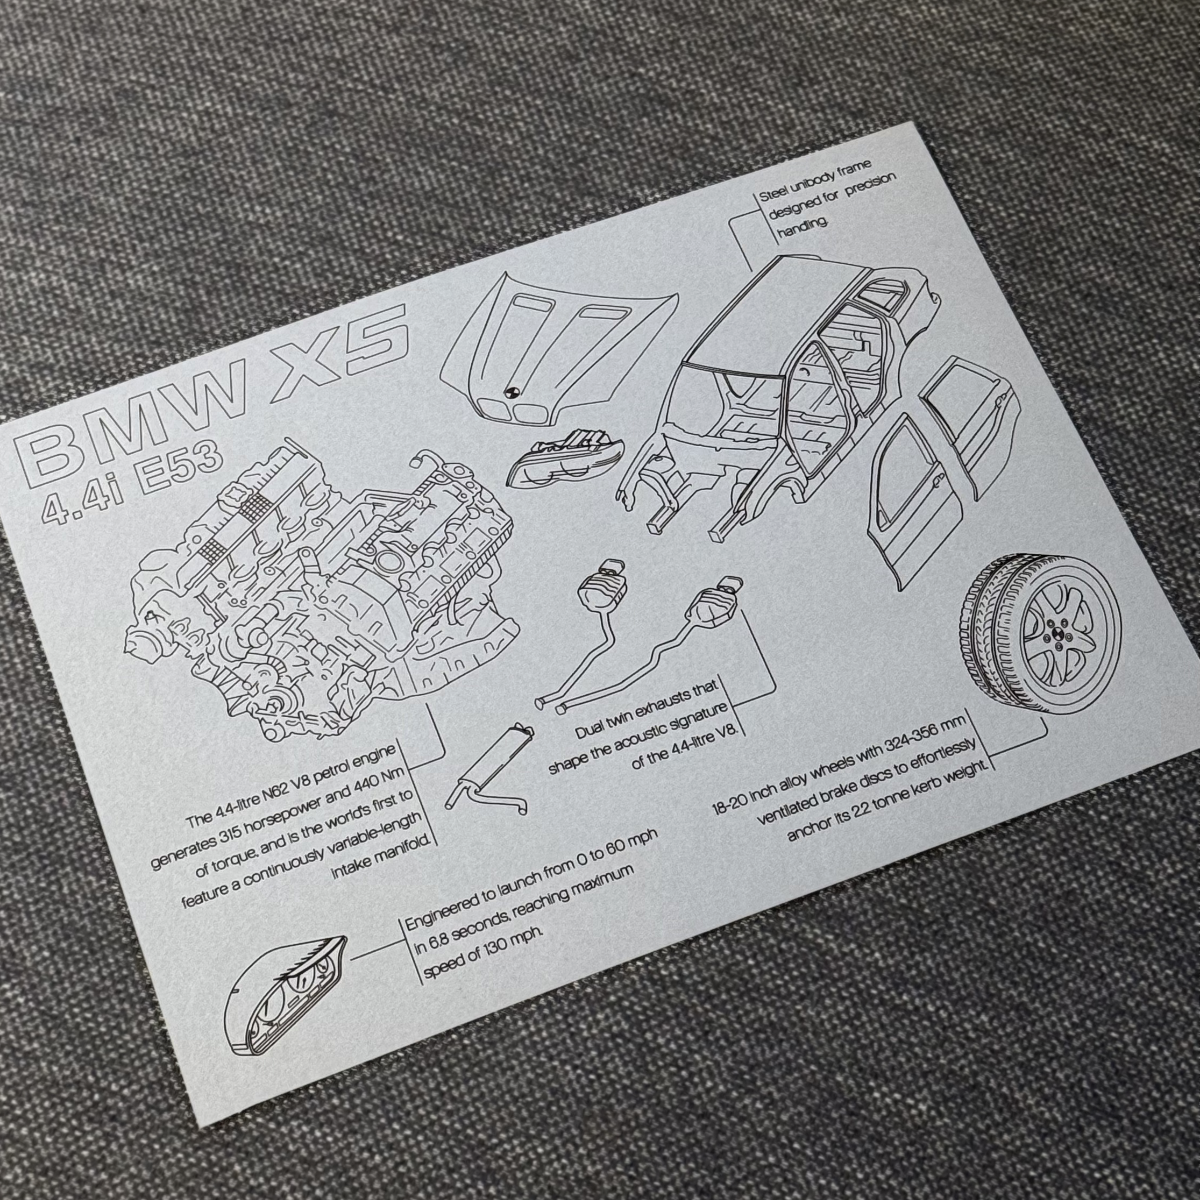 BMW X5
4.4i E53
Steel unibody frame
designed for precision
handling.
The 4.4-litre N62 V8 petrol engine
generates 315 horsepower and 440 Nm
of torque, and is the world's first to
feature a continuously variable-length
intake manifold.
Dual twin exhausts that
shape the acoustic signature
of the 4.4-litre V8.
18-20 inch alloy wheels with 324-356 mm
ventilated brake discs to effortlessly
anchor its 2.2 tonne kerb weight.
Engineered to launch from 0 to 60 mph
in 6.8 seconds, reaching maximum
speed of 130 mph.